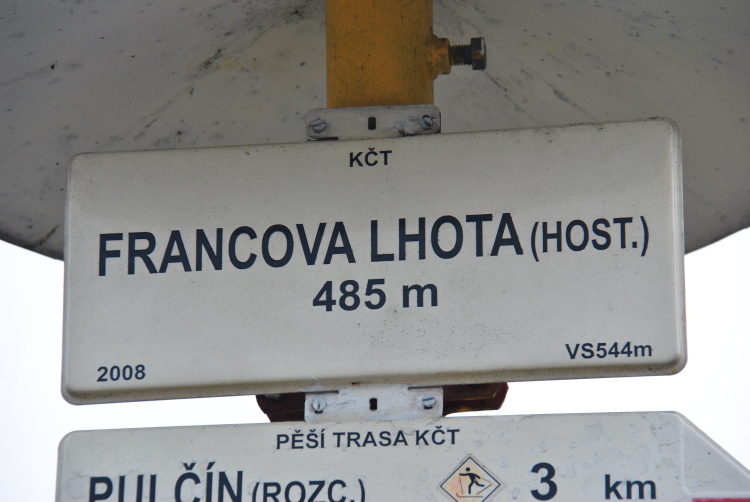 KČT
FRANCOVA LHOTA (HOST.)
485 m
2008 VS544m
PĚŠÍ TRASA KČT
PULČÍN (ROZC.) 3 km